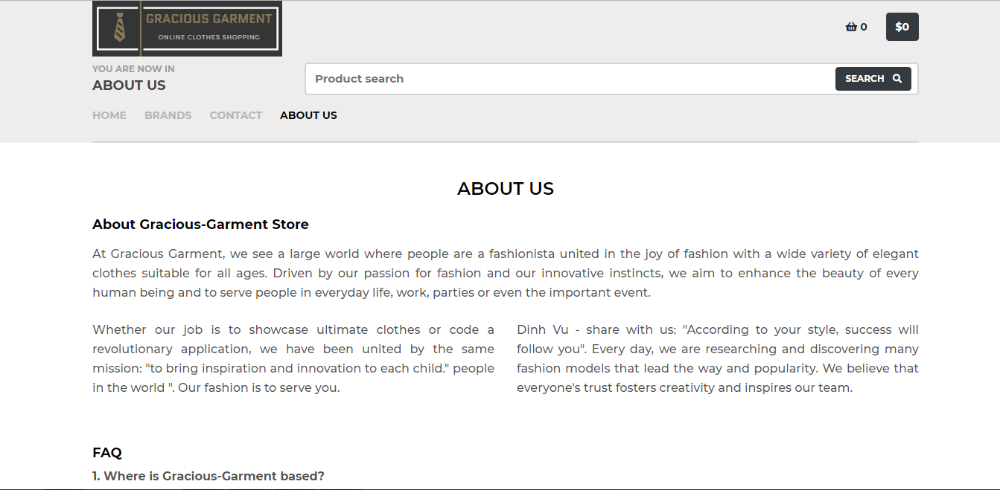 GRACIOUS GARMENT
ONLINE CLOTHES SHOPPING
0
$0
YOU ARE NOW IN
ABOUT US
Product search
SEARCH
HOME BRANDS CONTACT ABOUT US
ABOUT US
About Gracious-Garment Store
At Gracious Garment, we see a large world where people are a fashionista united in the joy of fashion with a wide variety of elegant
clothes suitable for all ages. Driven by our passion for fashion and our innovative instincts, we aim to enhance the beauty of every
human being and to serve people in everyday life, work, parties or even the important event.
Whether our job is to showcase ultimate clothes or code a
revolutionary application, we have been united by the same
mission: "to bring inspiration and innovation to each child." people
in the world ". Our fashion is to serve you.
Dinh Vu - share with us: "According to your style, success will
follow you". Every day, we are researching and discovering many
fashion models that lead the way and popularity. We believe that
everyone's trust fosters creativity and inspires our team.
FAQ
1. Where is Gracious-Garment based?